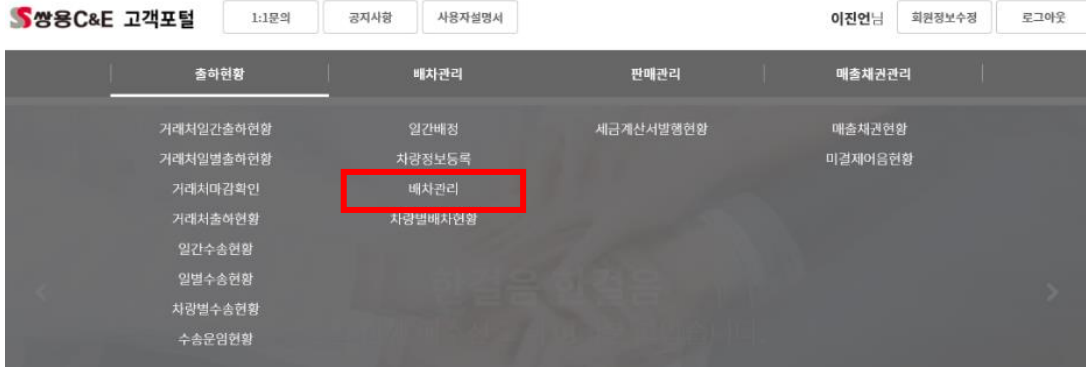 쌍용C&E 고객포털 1:1문의 공지사항 사용자설명서 이진언님 회원정보수정 로그아웃
출하현황 배차관리 판매관리 매출채권관리
거래처일간출하현황 일간배정 세금계산서발행현황 매출채권현황
거래처일별출하현황 차량정보등록 미결제어음현황
거래처마감확인 배차관리
거래처출하현황 차량별배차현황
일간수송현황
일별수송현황
한걸음 한걸음
차량별수송현황
수송운임현황